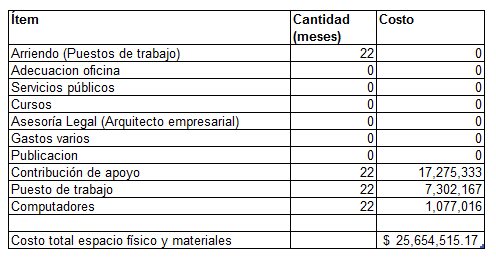 Ítem Cantidad Costo
(meses)
Arriendo (Puestos de trabajo) 22 0
Adecuacion oficina 0 0
Servicios públicos 0 0
Cursos 0 0
Asesoría Legal (Arquitecto empresarial) 0 0
Gastos varios 0 0
Publicacion 0 0
Contribución de apoyo 22 17,275,333
Puesto de trabajo 22 7,302,167
Computadores 22 1,077,016
Costo total espacio físico y materiales $ 25,654,515.17